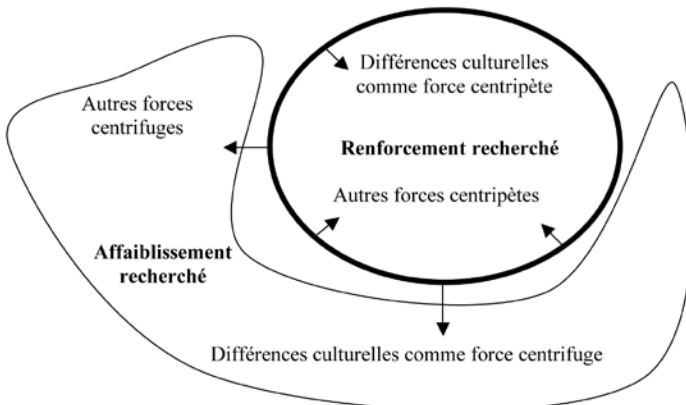 Différences culturelles
comme force centripète
Autres forces
centrifuges
Renforcement recherché
Autres forces centripètes
Affaiblissement
recherché
Différences culturelles comme force centrifuge